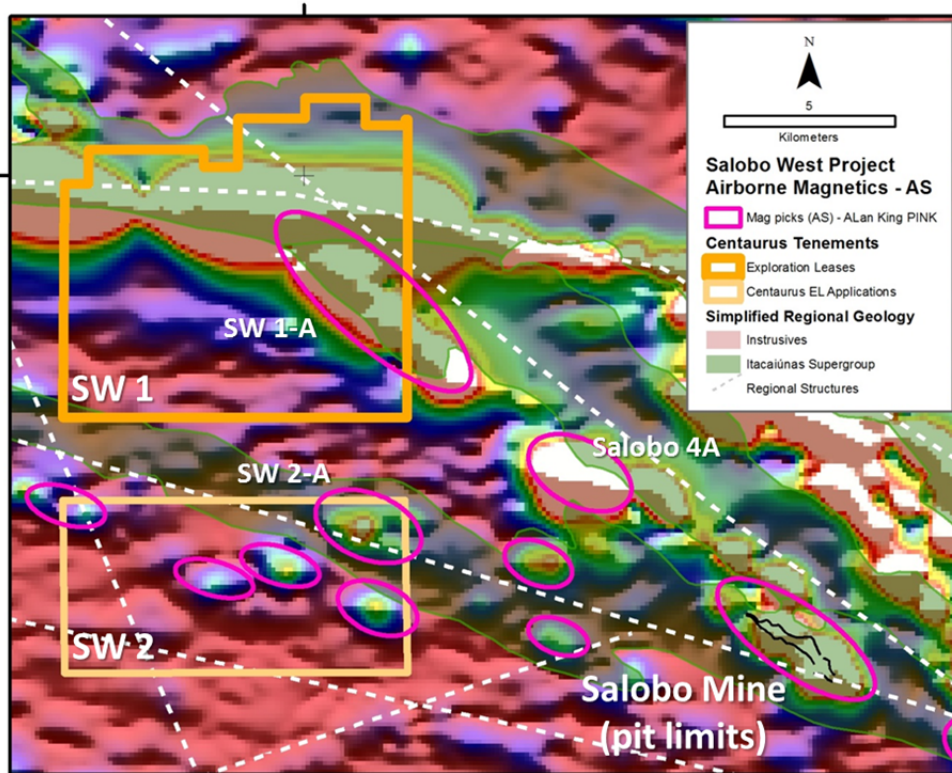 N
5
Kilometers
Salobo West Project
Airborne Magnetics - AS
Mag picks (AS) - ALan King PINK
Centaurus Tenements
Exploration Leases
Centaurus EL Applications
Simplified Regional Geology
Instrusives
Itacaiúnas Supergroup
Regional Structures
SW 1-A
SW 1
Salobo 4A
SW 2-A
SW 2
Salobo Mine
(pit limits)